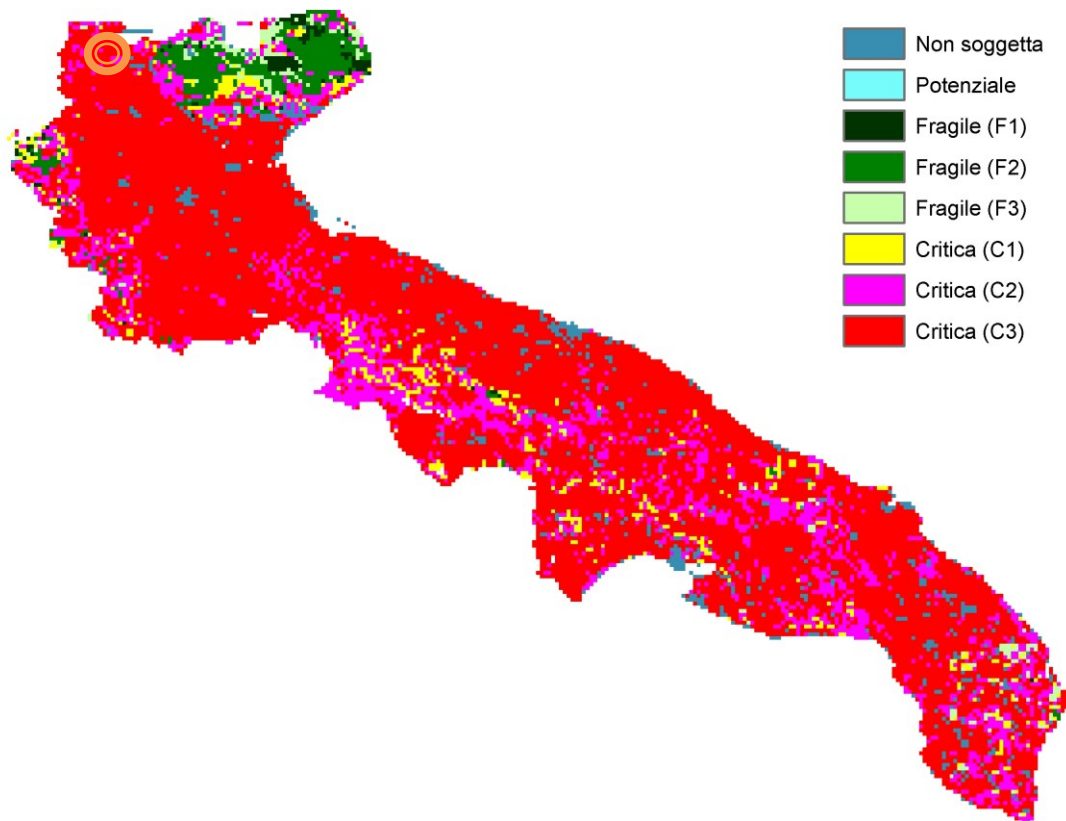 Non soggetta
Potenziale
Fragile (F1)
Fragile (F2)
Fragile (F3)
Critica (C1)
Critica (C2)
Critica (C3)